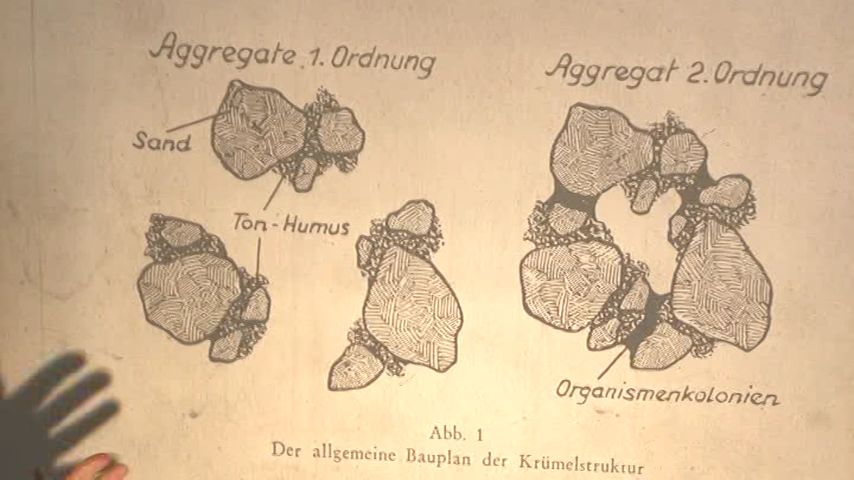 Aggregate 1. Ordnung
Aggregat 2. Ordnung
Sand
Ton-Humus
Organismenkolonien
Abb. 1
Der allgemeine Bauplan der Krümelstruktur